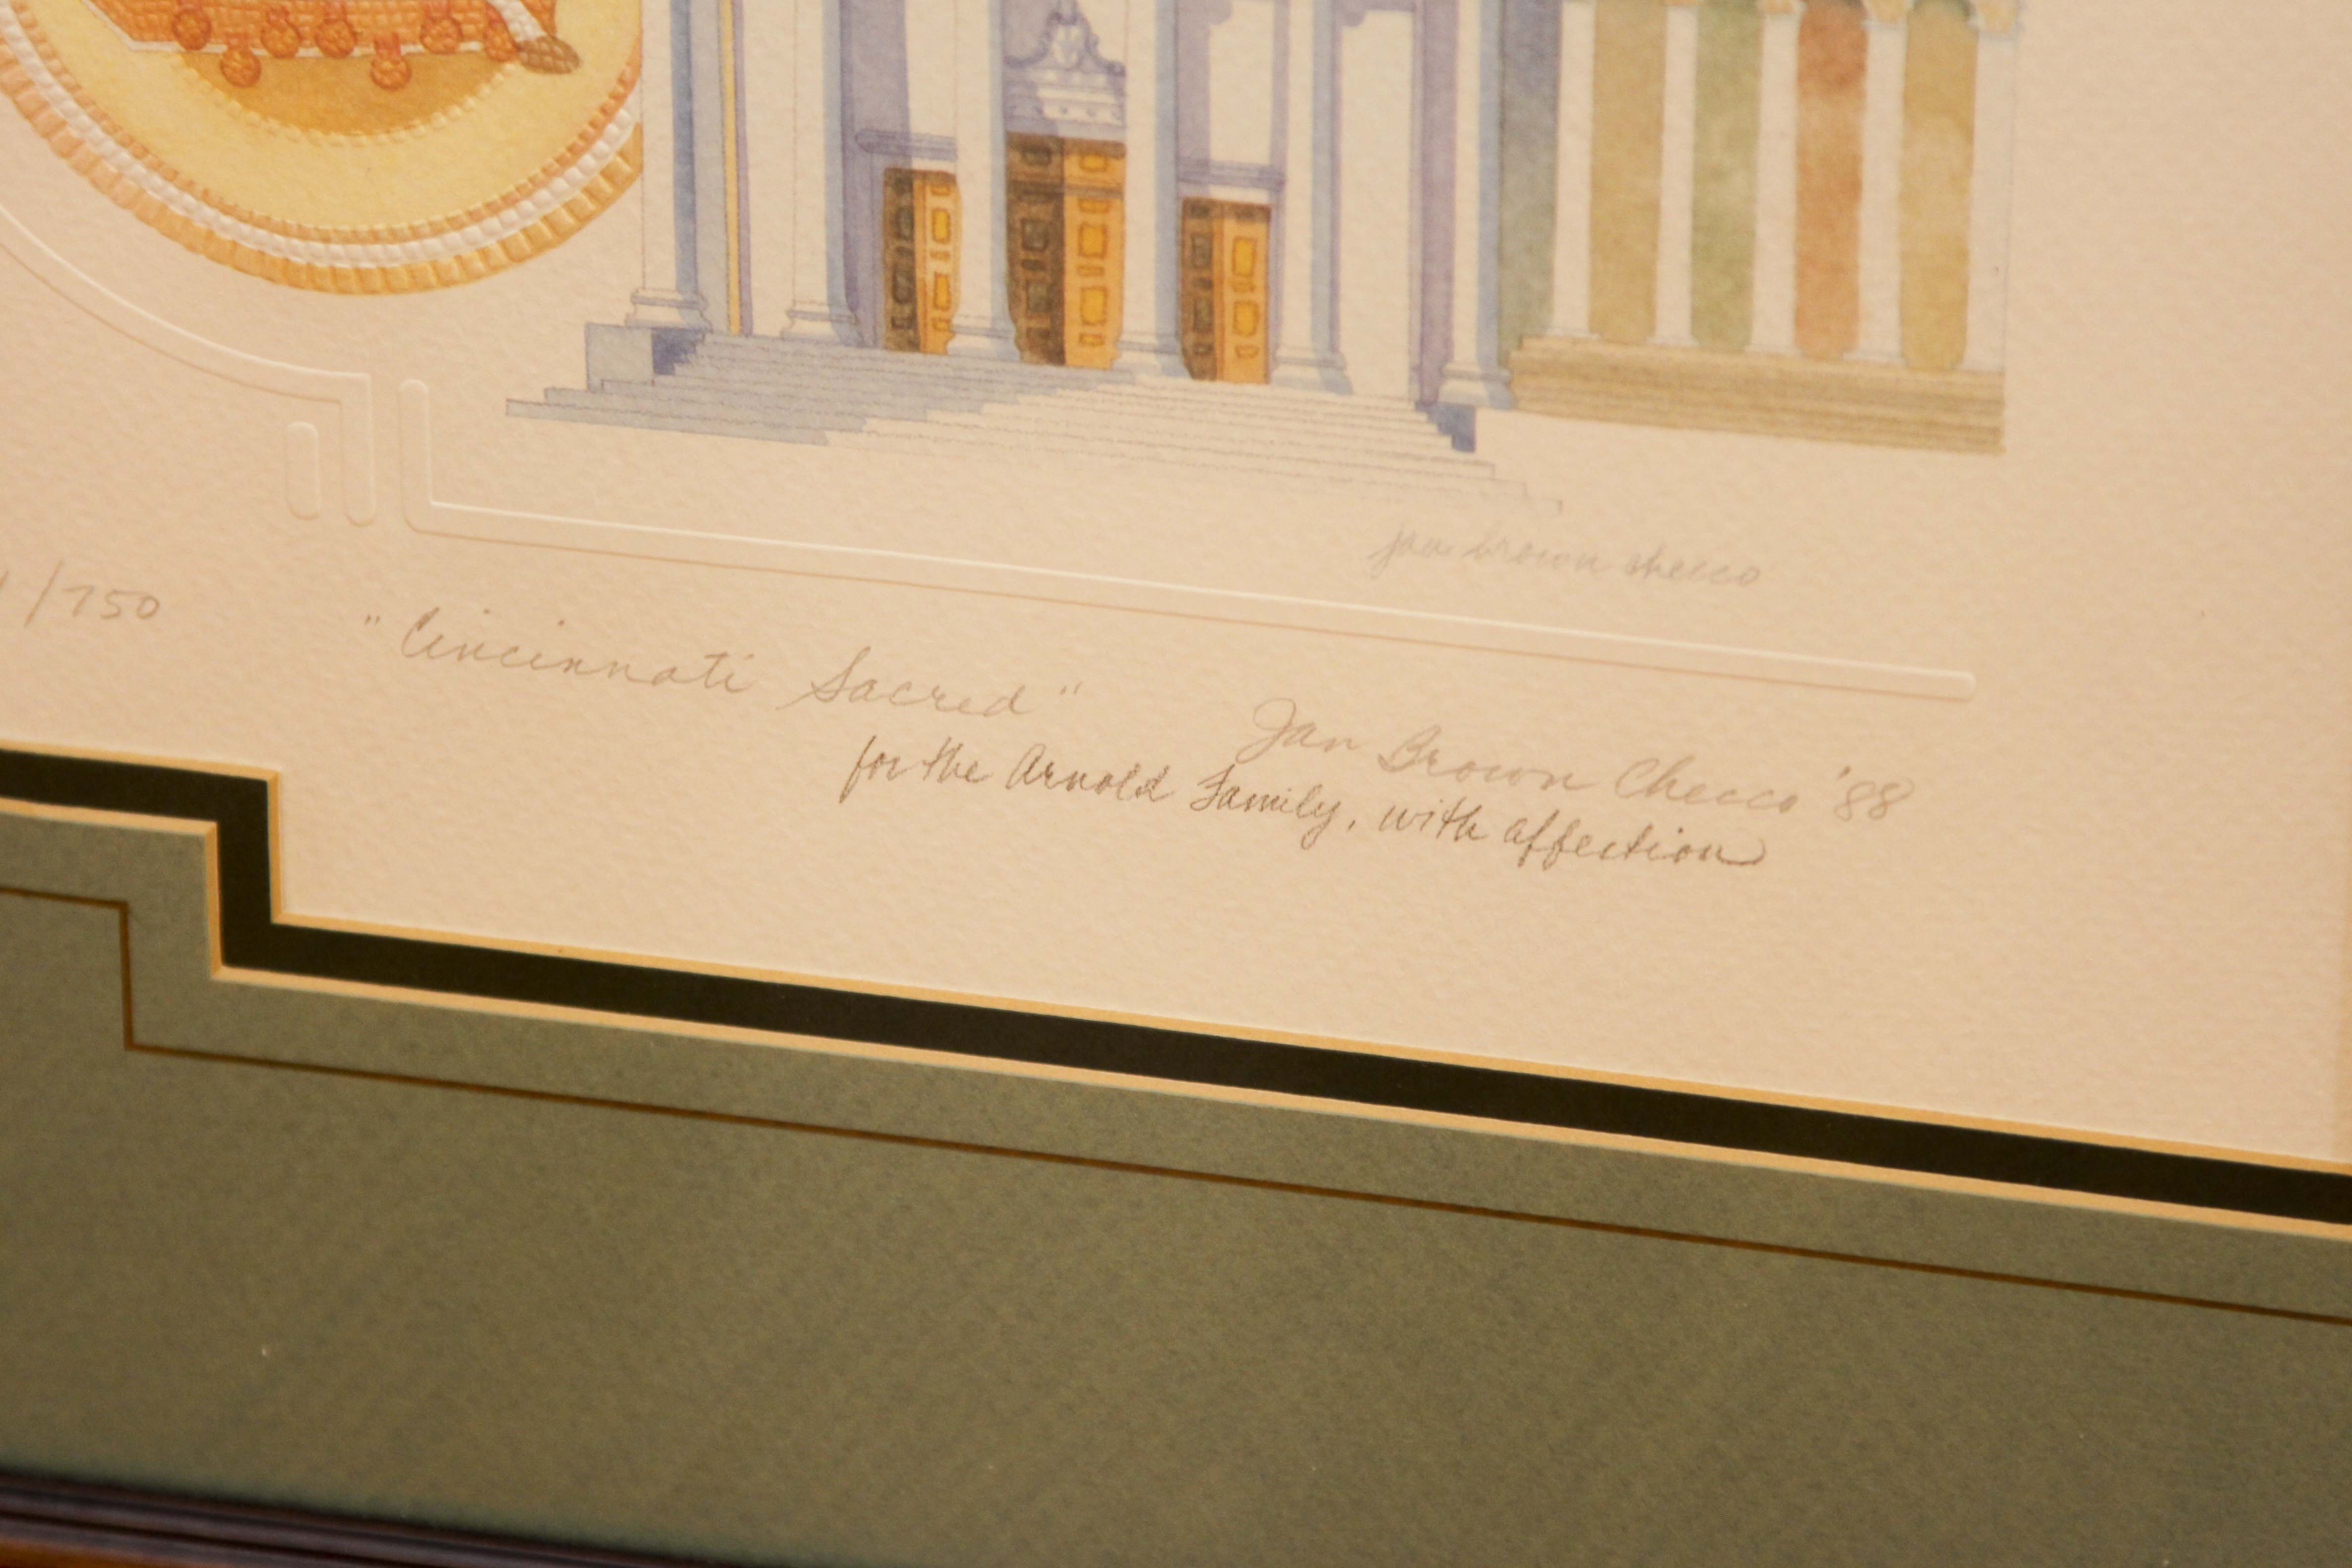 jan brown checco
/750 "Cincinnati Sacred" Jan Brown Checco '88
for the Arnold Family, with affection